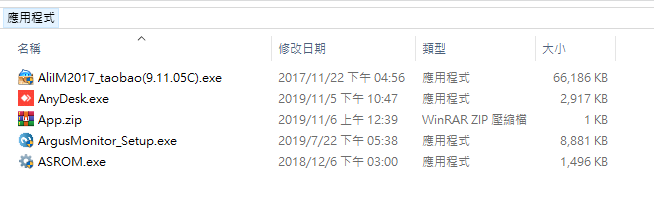 應用程式
名稱 修改日期 類型 大小
AliIM2017_taobao(9.11.05C).exe 2017/11/22 下午 04:56 應用程式 66,186 KB
AnyDesk.exe 2019/11/5 下午 10:47 應用程式 2,917 KB
App.zip 2019/11/6 上午 12:39 WinRAR ZIP 壓縮檔 1 KB
ArgusMonitor_Setup.exe 2019/7/22 下午 05:38 應用程式 8,881 KB
ASROM.exe 2018/12/6 下午 03:00 應用程式 1,496 KB